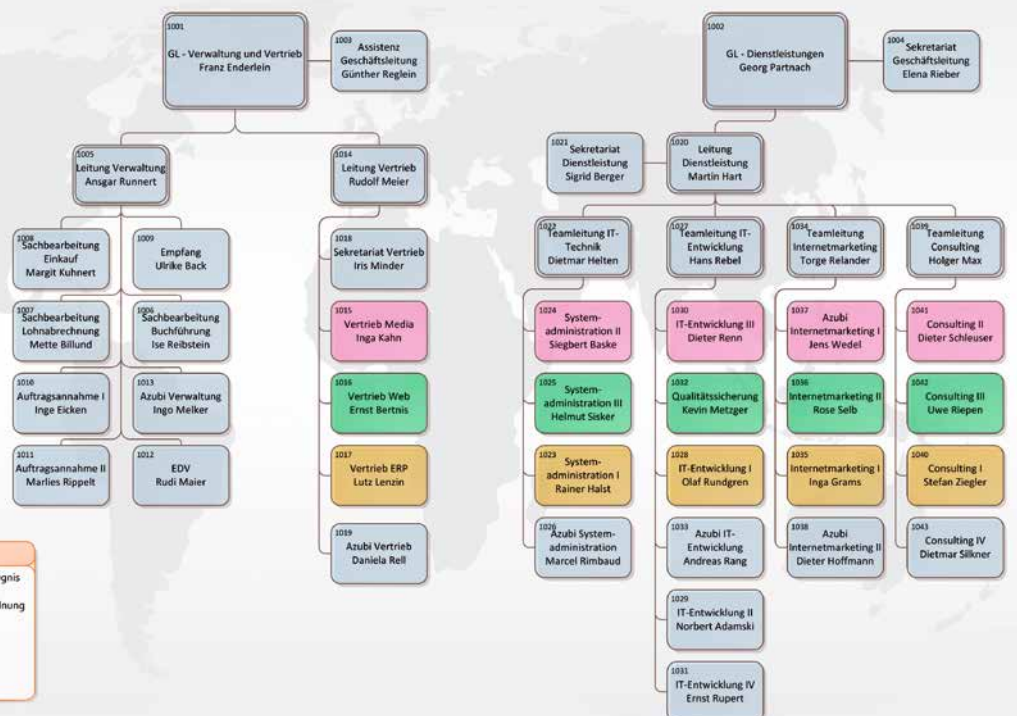 1001
GL - Verwaltung und Vertrieb
Franz Enderlein
1003
Assistenz
Geschäftsleitung
Günther Reglein
1002
GL - Dienstleistungen
Georg Partnach
1004
Sekretariat
Geschäftsleitung
Elena Rieber
1005
Leitung Verwaltung
Ansgar Runnert
1014
Leitung Vertrieb
Rudolf Meier
1021
Sekretariat
Dienstleistung
Sigrid Berger
1020
Leitung
Dienstleistung
Martin Hart
1008
Sachbearbeitung
Einkauf
Margit Kuhnert
1009
Empfang
Ulrike Back
1018
Sekretariat Vertrieb
Iris Minder
1022
Teamleitung IT-
Technik
Dietmar Helten
1027
Teamleitung IT-
Entwicklung
Hans Rebel
1034
Teamleitung
Internetmarketing
Torge Relander
1039
Teamleitung
Consulting
Holger Max
1007
Sachbearbeitung
Lohnabrechnung
Mette Billund
1006
Sachbearbeitung
Buchführung
Ise Reibstein
1015
Vertrieb Media
Inga Kahn
1024
System-
administration II
Siegbert Baske
1030
IT-Entwicklung III
Dieter Renn
1037
Azubi
Internetmarketing I
Jens Wedel
1041
Consulting II
Dieter Schleuser
1010
Auftragsannahme I
Inge Eicken
1013
Azubi Verwaltung
Ingo Melker
1016
Vertrieb Web
Ernst Bertnis
1025
System-
administration III
Helmut Sisker
1032
Qualitätssicherung
Kevin Metzger
1036
Internetmarketing II
Rose Selb
1042
Consulting III
Uwe Riepen
1011
Auftragsannahme II
Marlies Rippelt
1012
EDV
Rudi Maier
1017
Vertrieb ERP
Lutz Lenzin
1023
System-
administration I
Rainer Halst
1028
IT-Entwicklung I
Olaf Rundgren
1035
Internetmarketing I
Inga Grams
1040
Consulting I
Stefan Ziegler
1019
Azubi Vertrieb
Daniela Rell
1026
Azubi System-
administration
Marcel Rimbaud
1033
Azubi IT-
Entwicklung
Andreas Rang
1038
Azubi
Internetmarketing II
Dieter Hoffmann
1043
Consulting IV
Dietmar Silkner
1029
IT-Entwicklung II
Norbert Adamski
1031
IT-Entwicklung IV
Ernst Rupert